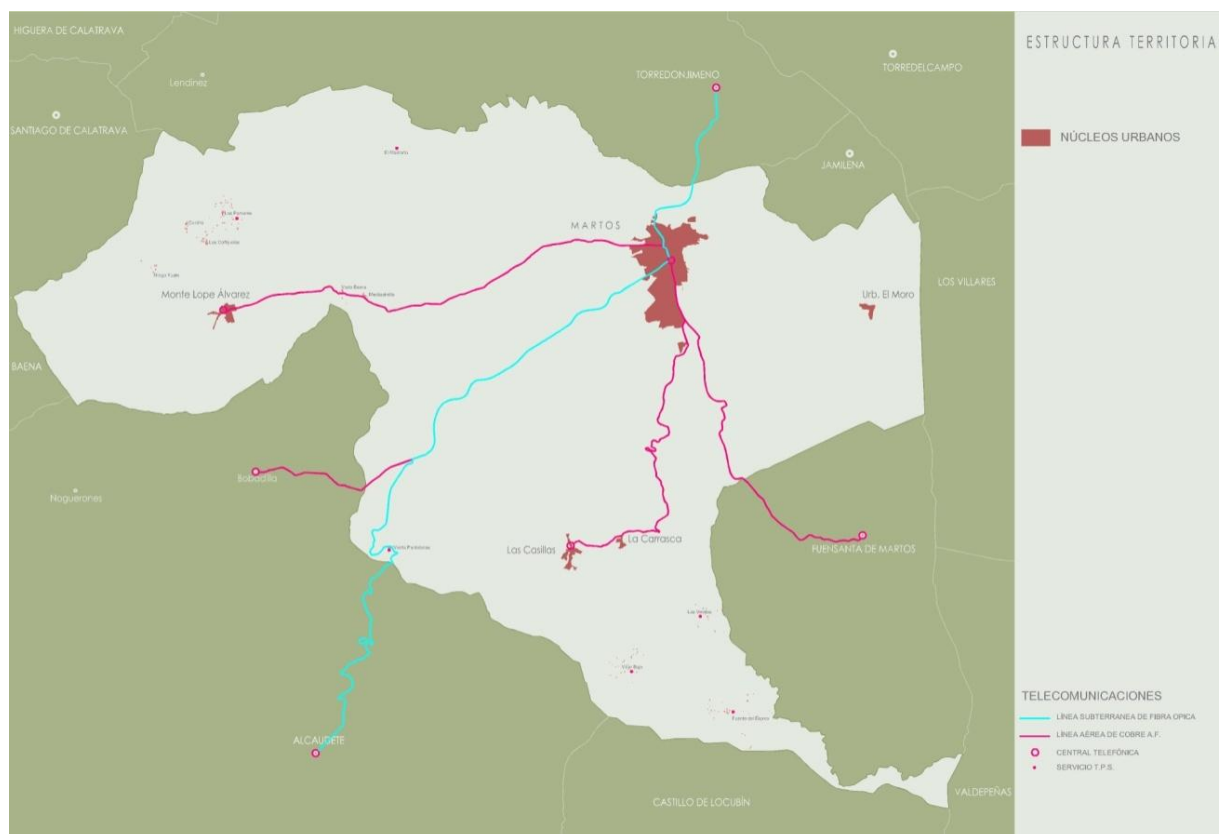 HIGUERA DE CALATRAVA
ESTRUCTURA TERRITORIA
TORREDELCAMPO
TORREDONJIMENO
Lendinez
SANTIAGO DE CALATRAVA
NÚCLEOS URBANOS
JAMILENA
MARTOS
LOS VILLARES
Monte Lope Álvarez
Urb. El Moro
BAENA
Bobadilla
Noguerones
Las Casillas
La Carrasca
FUENSANTA DE MARTOS
TELECOMUNICACIONES
LÍNEA SUBTERRANEA DE FIBRA OPICA
LÍNEA AÉREA DE COBRE A.F.
ALCAUDETE
CENTRAL TELEFÓNICA
SERVICIO T.P.S.
VALDEPEÑAS
CASTILLO DE LOCUBÍN